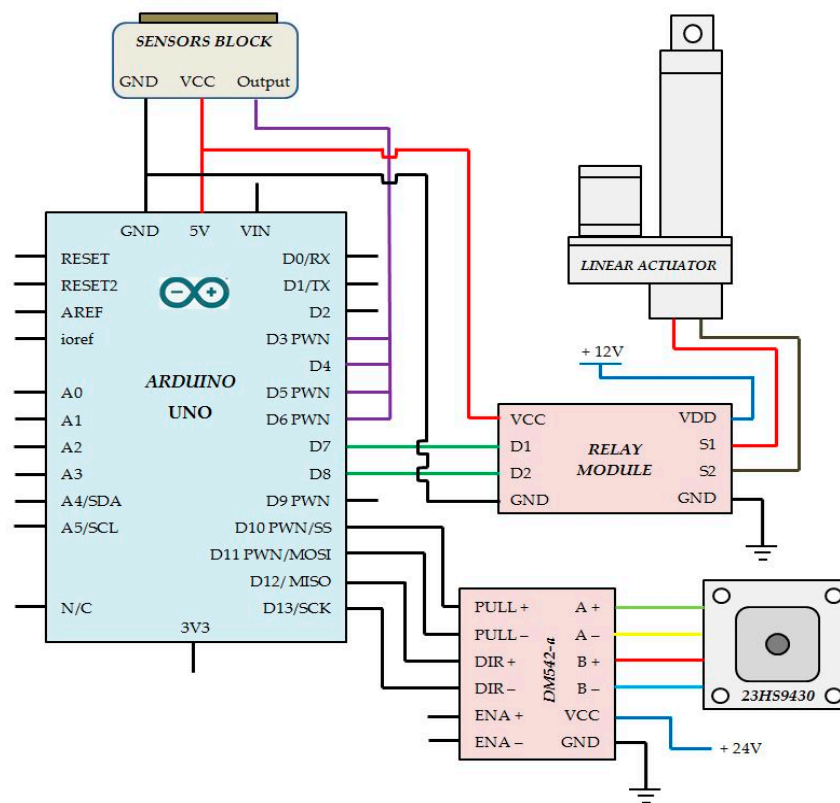 SENSORS BLOCK
GND VCC Output
GND 5V VIN
RESET
RESET2
AREF
ioref
A0
A1
A2
A3
A4/SDA
A5/SCL
N/C
ARDUINO
UNO
D0/RX
D1/TX
D2
D3 PWN
D4
D5 PWN
D6 PWN
D7
D8
D9 PWN
D10 PWN/SS
D11 PWN/MOSI
D12/ MISO
D13/SCK
3V3
LINEAR ACTUATOR
+ 12V
VCC
D1
D2
GND
RELAY
MODULE
VDD
S1
S2
GND
PULL +
PULL –
DIR +
DIR –
ENA +
ENA –
DM542-a
A +
A –
B +
B –
VCC
GND
23HS9430
+ 24V